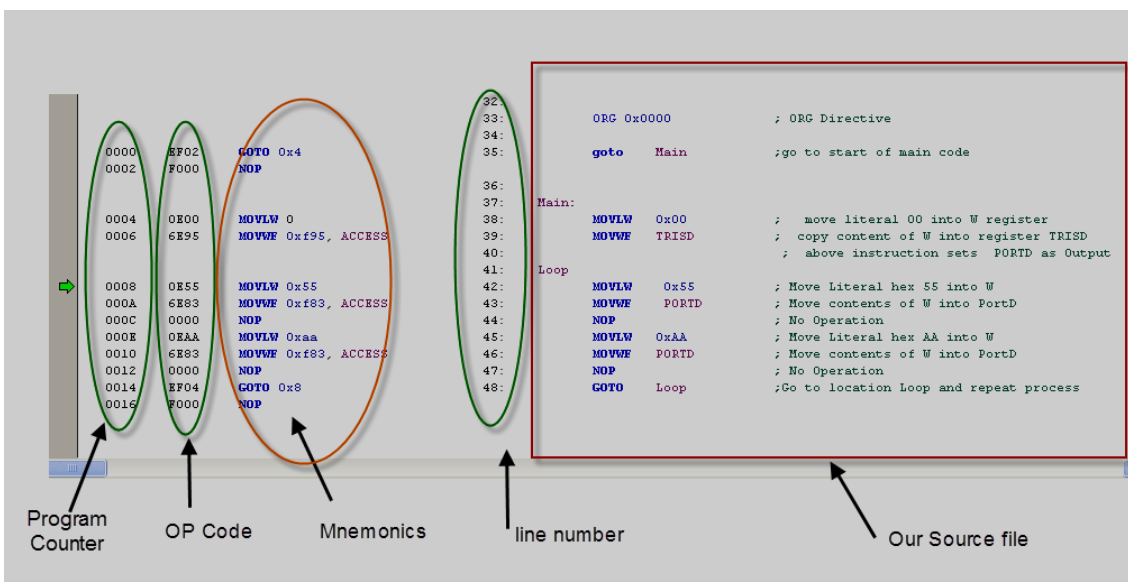 32:
33: ORG 0x0000 ; ORG Directive
34:
0000 EF02 GOTO 0x4 35: goto Main ;go to start of main code
0002 F000 NOP
36:
37: Main:
0004 0E00 MOVLW 0 38: MOVLW 0x00 ; move literal 00 into W register
0006 6E95 MOVWF 0xf95, ACCESS 39: MOVWF TRISD ; copy content of W into register TRISD
40: ; above instruction sets PORTD as Output
41: Loop
0008 0E55 MOVLW 0x55 42: MOVLW 0x55 ; Move Literal hex 55 into W
000A 6E83 MOVWF 0xf83, ACCESS 43: MOVWF PORTD ; Move contents of W into PortD
000C 0000 NOP 44: NOP ; No Operation
000E 0EAA MOVLW 0xaa 45: MOVLW 0xAA ; Move Literal hex AA into W
0010 6E83 MOVWF 0xf83, ACCESS 46: MOVWF PORTD ; Move contents of W into PortD
0012 0000 NOP 47: NOP ; No Operation
0014 EF04 GOTO 0x8 48: GOTO Loop ;Go to location Loop and repeat process
0016 F000 NOP
Program Counter
OP Code
Mnemonics
line number
Our Source file